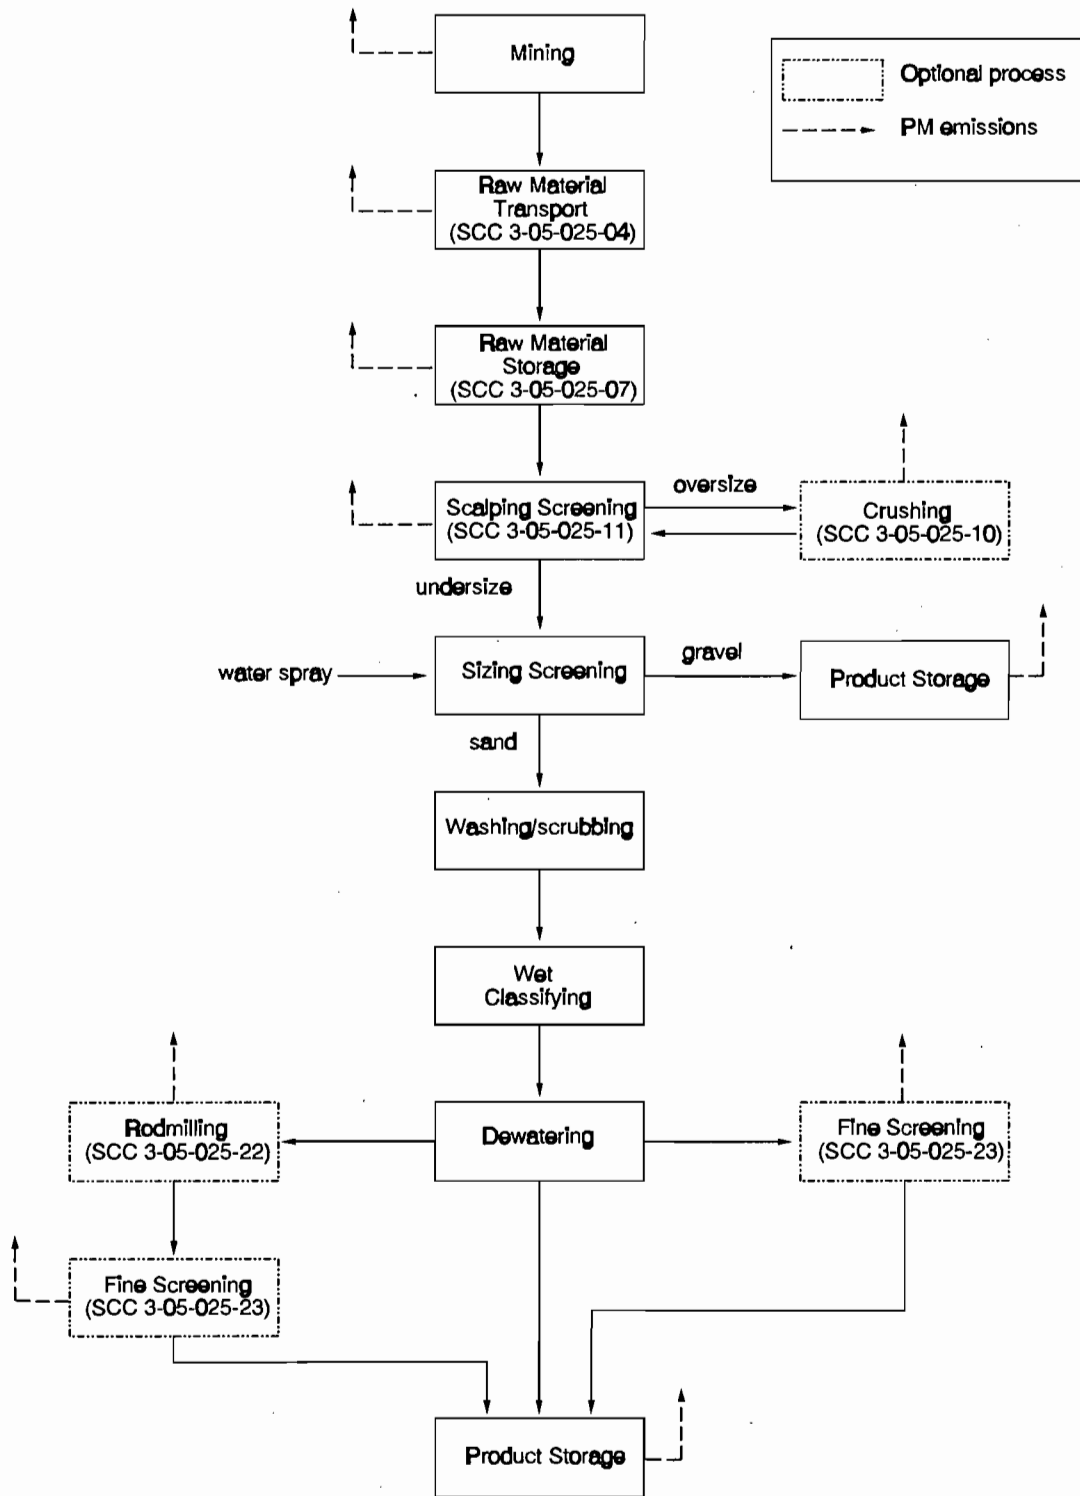 Mining
Optional process
PM emissions
Raw Material
Transport
(SCC 3-05-025-04)
Raw Material
Storage
(SCC 3-05-025-07)
Scalping Screening
(SCC 3-05-025-11)
oversize
Crushing
(SCC 3-05-025-10)
undersize
water spray
Sizing Screening
gravel
Product Storage
sand
Washing/scrubbing
Wet
Classifying
Rodmilling
(SCC 3-05-025-22)
Dewatering
Fine Screening
(SCC 3-05-025-23)
Fine Screening
(SCC 3-05-025-23)
Product Storage